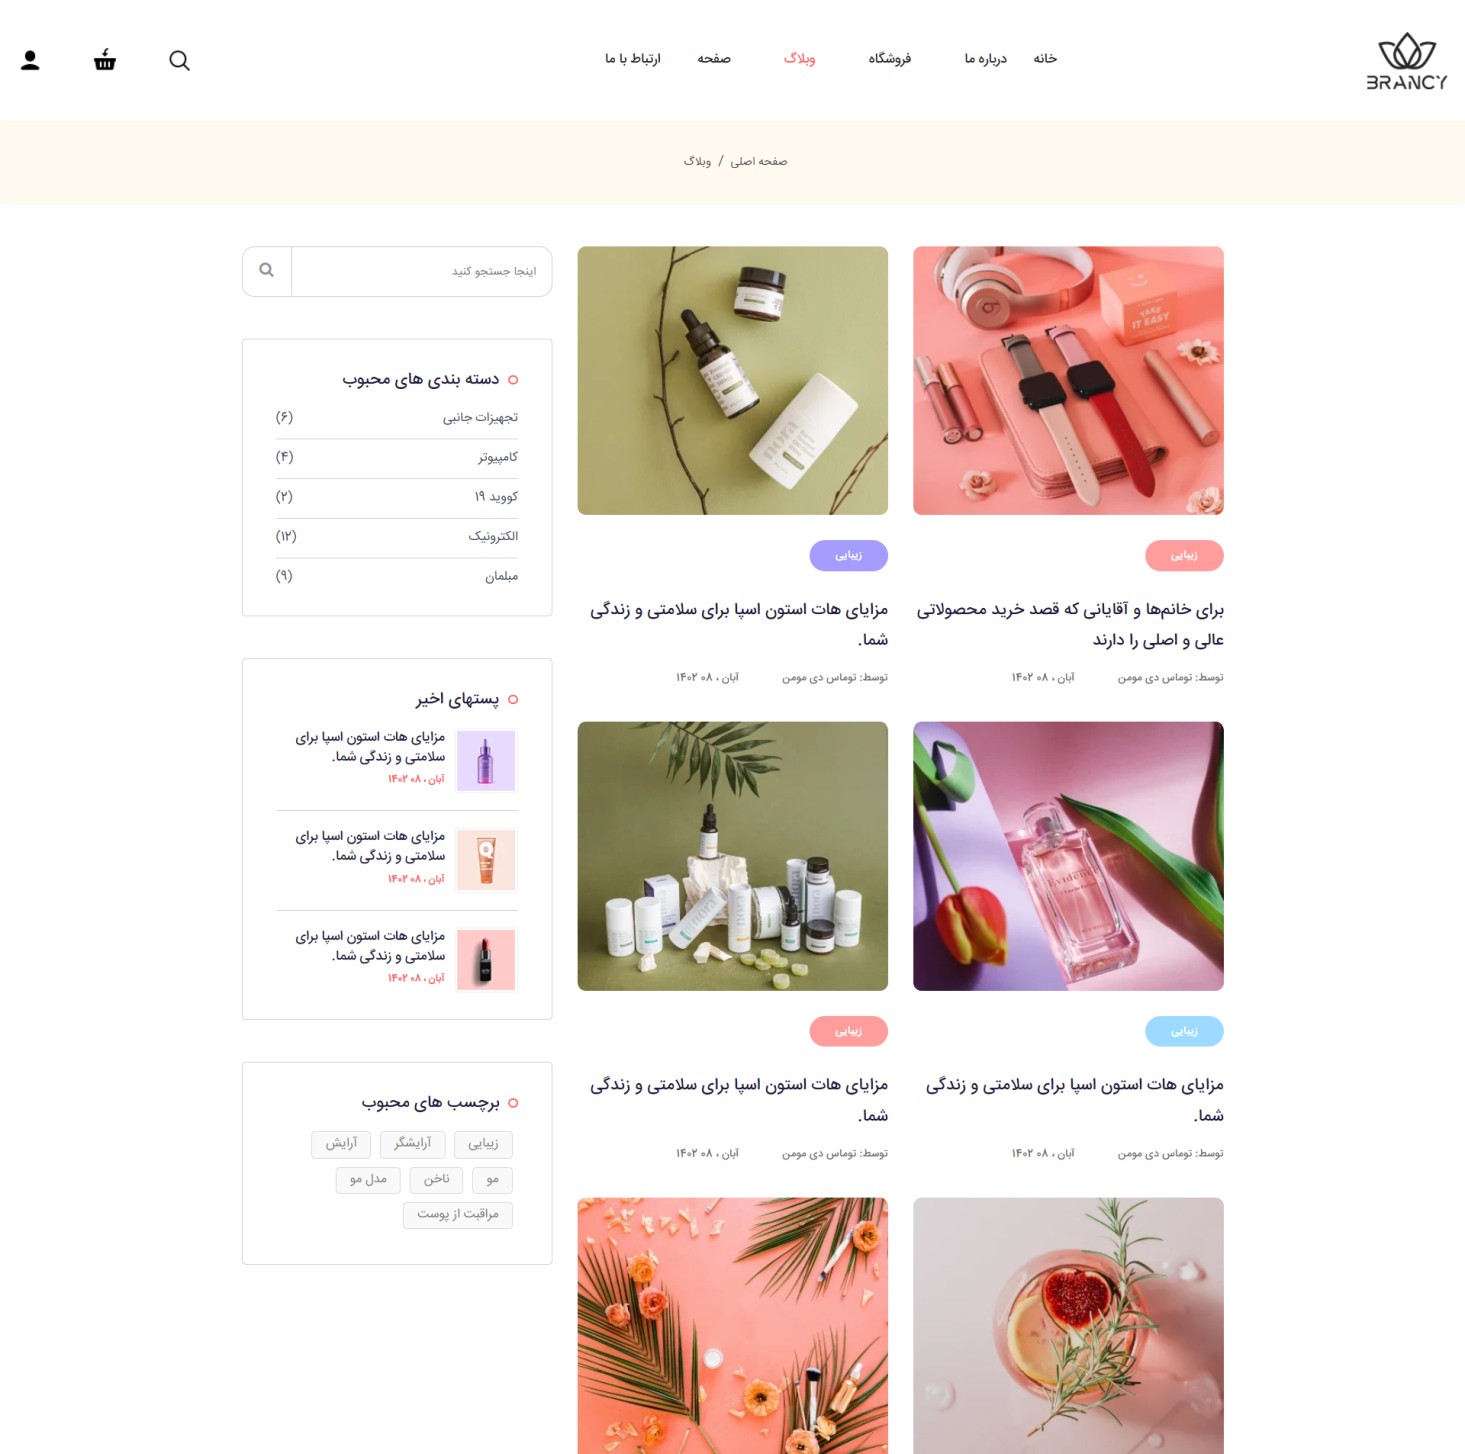 BRANCY
خانه درباره ما فروشگاه وبلاگ صفحه ارتباط با ما
صفحه اصلی / وبلاگ
TAKE
IT EASY
زیبایی
برای خانم‌ها و آقایانی که قصد خرید محصولاتی
عالی و اصلی را دارند
توسط: توماس دی مومن آبان ، ۰۸ ۱۴۰۲
nora
زیبایی
مزایای هات استون اسپا برای سلامتی و زندگی
شما.
توسط: توماس دی مومن آبان ، ۰۸ ۱۴۰۲
Evidence
زیبایی
مزایای هات استون اسپا برای سلامتی و زندگی
شما.
توسط: توماس دی مومن آبان ، ۰۸ ۱۴۰۲
nora
زیبایی
مزایای هات استون اسپا برای سلامتی و زندگی
شما.
توسط: توماس دی مومن آبان ، ۰۸ ۱۴۰۲
اینجا جستجو کنید
دسته بندی های محبوب
تجهیزات جانبی (۶)
کامپیوتر (۴)
کووید ۱۹ (۲)
الکترونیک (۱۲)
مبلمان (۹)
پستهای اخیر
مزایای هات استون اسپا برای
سلامتی و زندگی شما.
آبان ، ۰۸ ۱۴۰۲
مزایای هات استون اسپا برای
سلامتی و زندگی شما.
آبان ، ۰۸ ۱۴۰۲
مزایای هات استون اسپا برای
سلامتی و زندگی شما.
آبان ، ۰۸ ۱۴۰۲
برچسب های محبوب
زیبایی آرایشگر آرایش
مو ناخن مدل مو
مراقبت از پوست